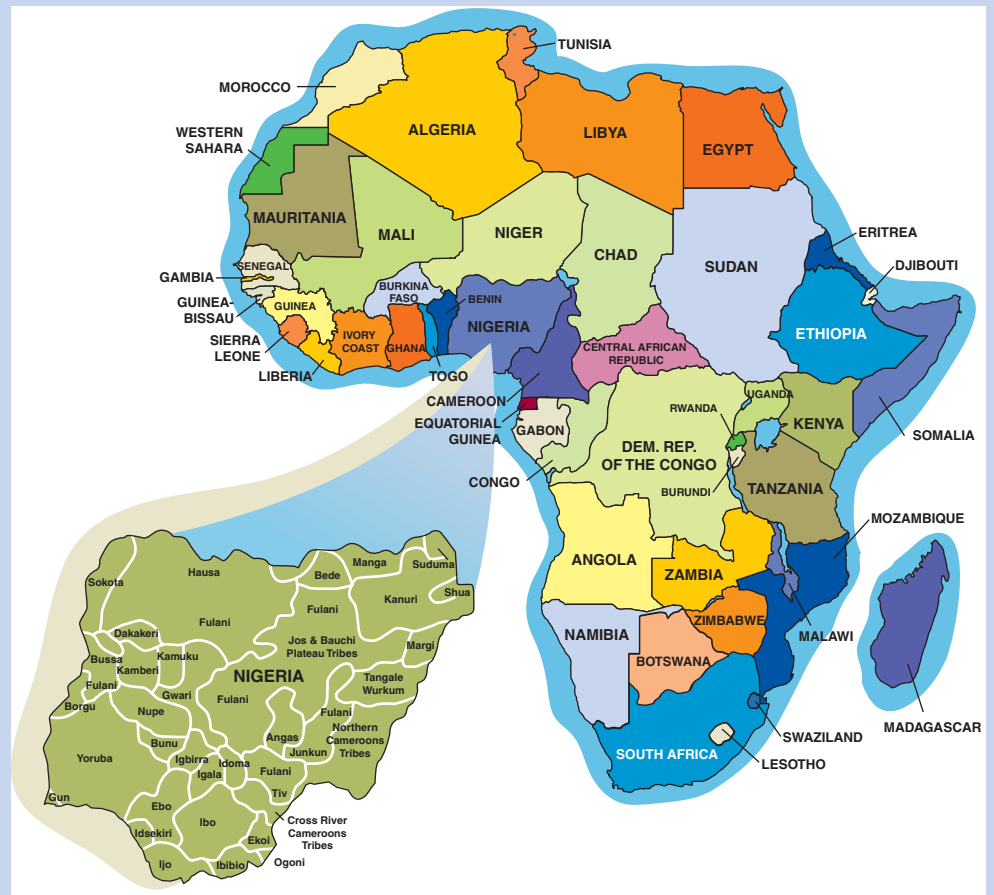 TUNISIA
MOROCCO
ALGERIA
LIBYA
EGYPT
WESTERN
SAHARA
MAURITANIA
MALI
NIGER
CHAD
SUDAN
ERITREA
DJIBOUTI
SENEGAL
GAMBIA
GUINEA-
BISSAU
GUINEA
SIERRA
LEONE
LIBERIA
IVORY
COAST
BURKINA
FASO
GHANA
TOGO
BENIN
NIGERIA
CAMEROON
EQUATORIAL
GUINEA
CENTRAL AFRICAN
REPUBLIC
ETHIOPIA
SOMALIA
UGANDA
KENYA
RWANDA
BURUNDI
GABON
CONGO
DEM. REP.
OF THE CONGO
TANZANIA
ANGOLA
ZAMBIA
MOZAMBIQUE
MALAWI
ZIMBABWE
NAMIBIA
BOTSWANA
MADAGASCAR
SWAZILAND
LESOTHO
SOUTH AFRICA
Sokota
Hausa
Bede
Manga
Suduma
Shua
Kanuri
Fulani
Fulani
Dakakeri
Jos & Bauchi
Plateau Tribes
Margi
Bussa
Kamberi
Kamuku
NIGERIA
Tangale
Wurkum
Fulani
Gwari
Fulani
Borgu
Nupe
Fulani
Northern
Cameroons
Tribes
Angas
Junkun
Bunu
Yoruba
Igbirra
Igala
Idoma
Fulani
Tiv
Gun
Ebo
Ibo
Idsekiri
Cross River
Cameroons
Tribes
Ekoi
Ijo
Ibibio
Ogoni